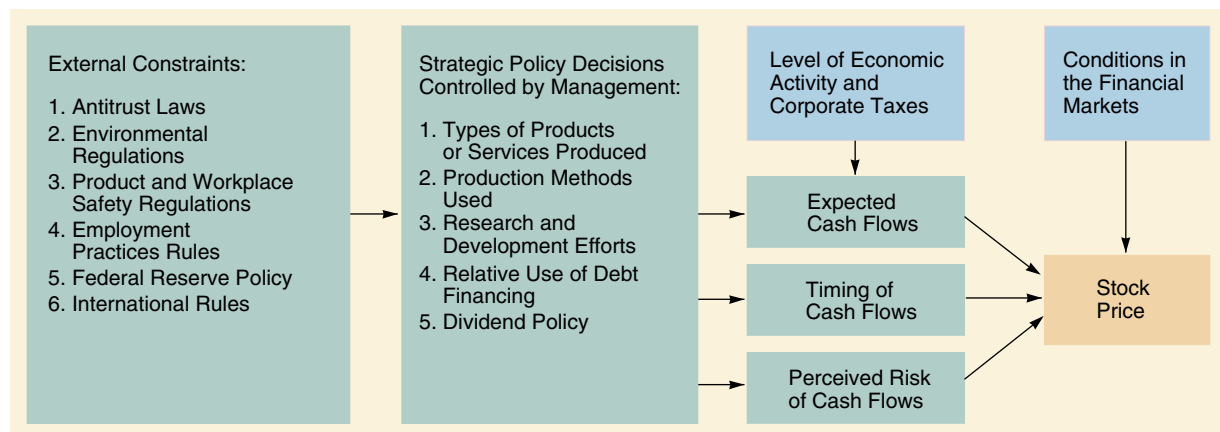 External Constraints:
1. Antitrust Laws
2. Environmental
Regulations
3. Product and Workplace
Safety Regulations
4. Employment
Practices Rules
5. Federal Reserve Policy
6. International Rules
Strategic Policy Decisions
Controlled by Management:
1. Types of Products
or Services Produced
2. Production Methods
Used
3. Research and
Development Efforts
4. Relative Use of Debt
Financing
5. Dividend Policy
Level of Economic
Activity and
Corporate Taxes
Expected
Cash Flows
Timing of
Cash Flows
Perceived Risk
of Cash Flows
Conditions in
the Financial
Markets
Stock
Price